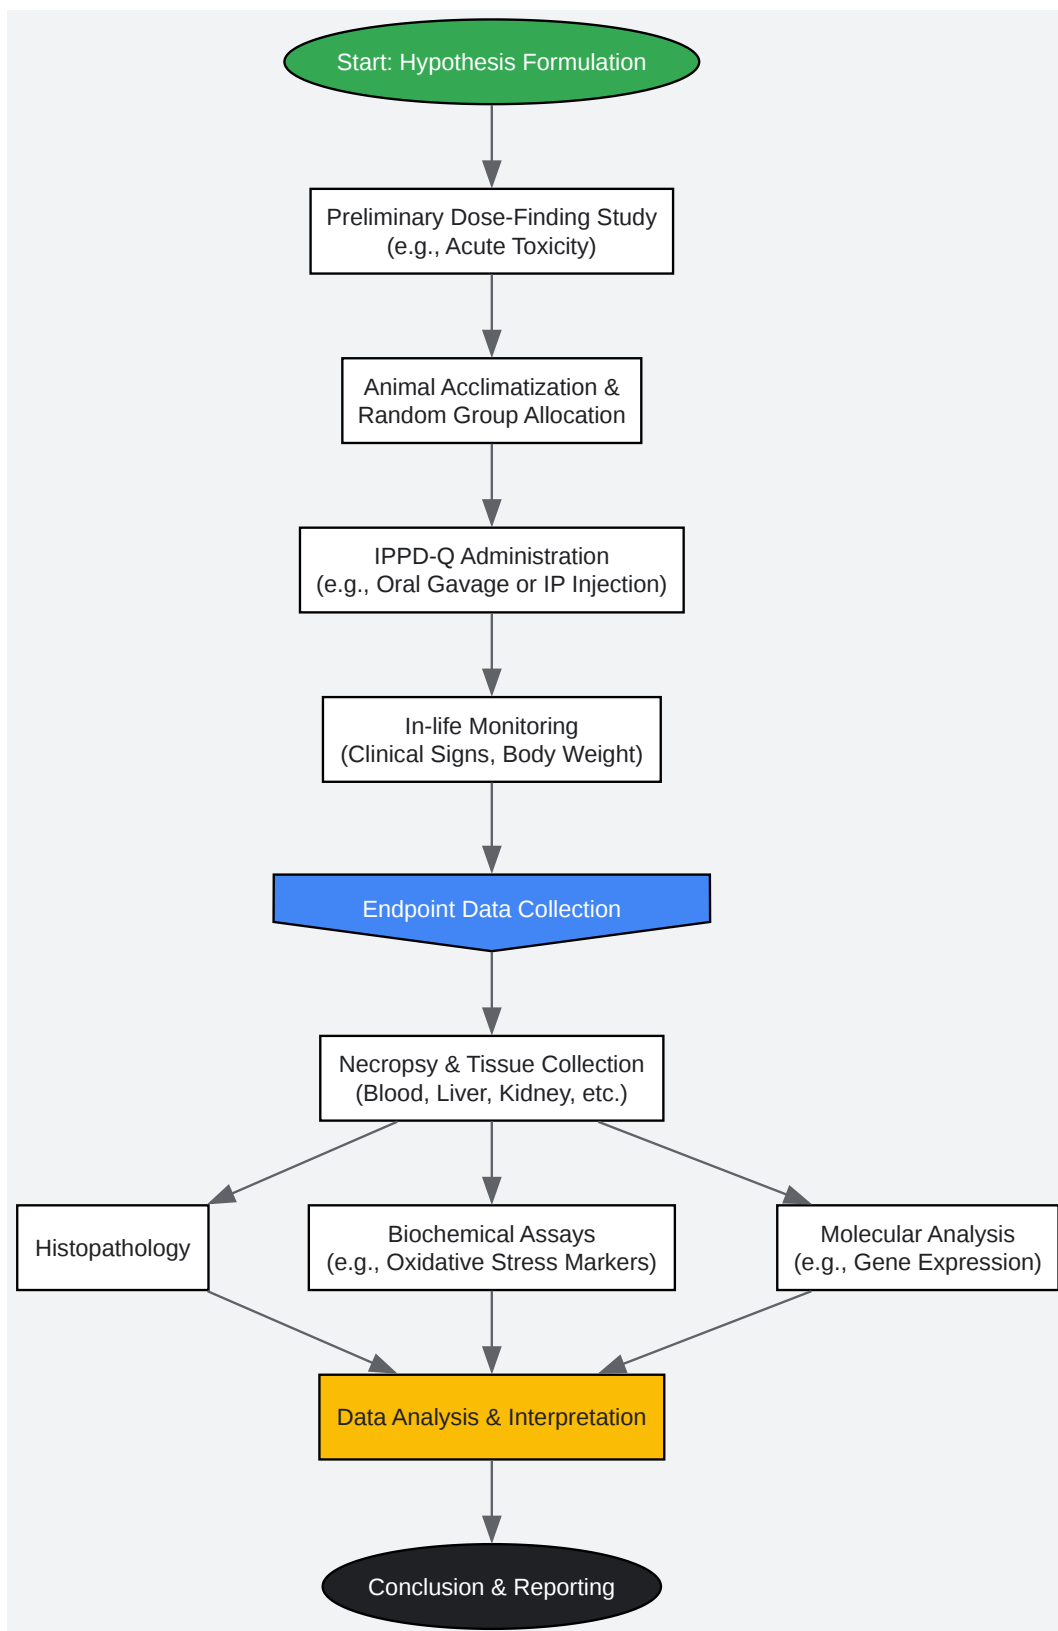 Start: Hypothesis Formulation
Preliminary Dose-Finding Study
(e.g., Acute Toxicity)
Animal Acclimatization &
Random Group Allocation
IPPD-Q Administration
(e.g., Oral Gavage or IP Injection)
In-life Monitoring
(Clinical Signs, Body Weight)
Endpoint Data Collection
Necropsy & Tissue Collection
(Blood, Liver, Kidney, etc.)
Histopathology
Biochemical Assays
(e.g., Oxidative Stress Markers)
Molecular Analysis
(e.g., Gene Expression)
Data Analysis & Interpretation
Conclusion & Reporting